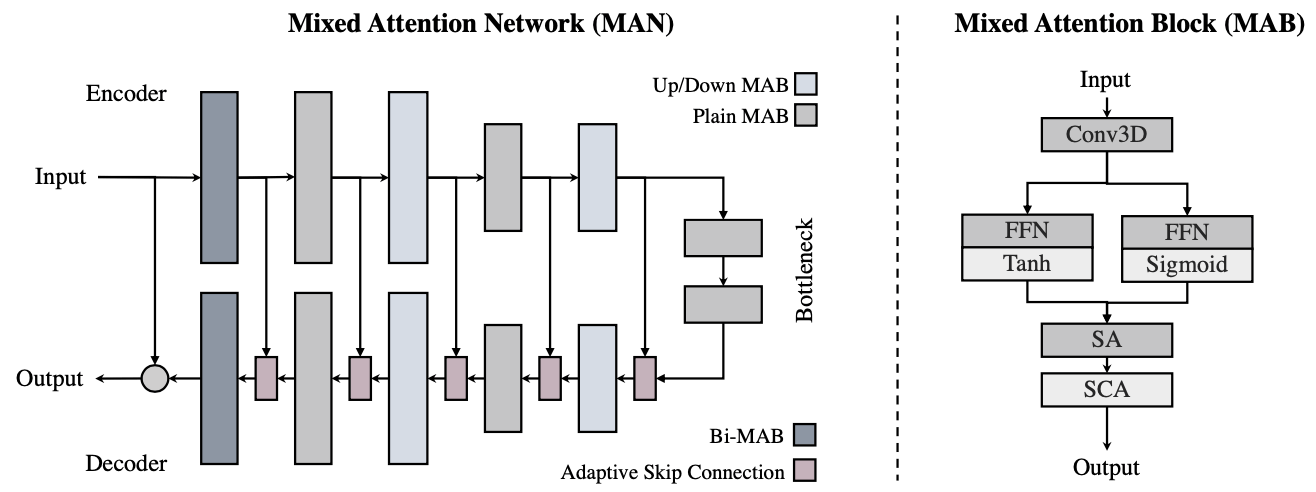 Mixed Attention Network (MAN)
Encoder
Up/Down MAB
Plain MAB
Input
Bottleneck
Output
Bi-MAB
Decoder
Adaptive Skip Connection
Mixed Attention Block (MAB)
Input
Conv3D
FFN
FFN
Tanh
Sigmoid
SA
SCA
Output